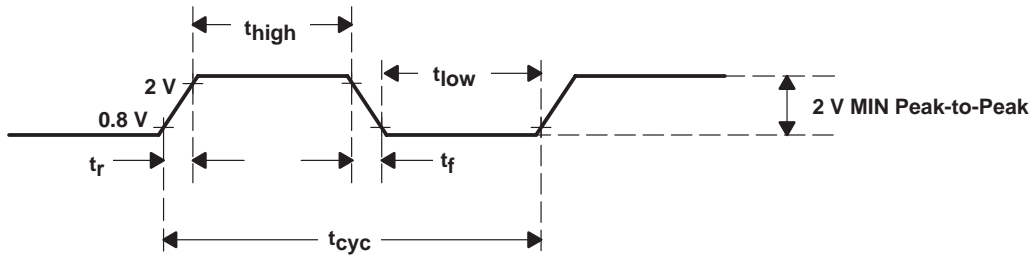 thigh
2 V
tlow
0.8 V
2 V MIN Peak-to-Peak
tr
tf
tcyc